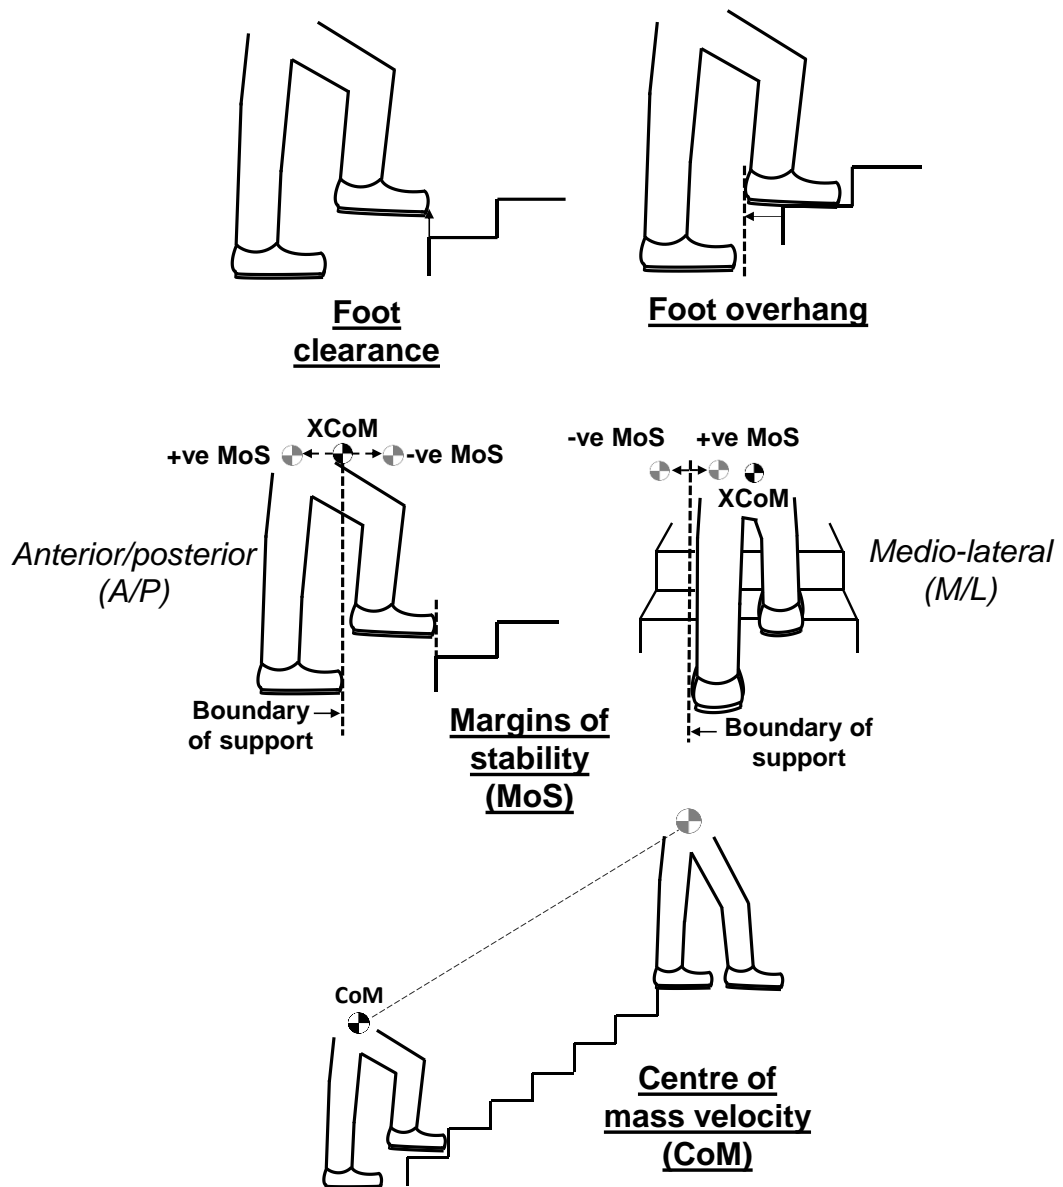 Foot
clearance
Foot overhang
XCoM
+ve MoS
-ve MoS
-ve MoS
+ve MoS
XCoM
Anterior/posterior
(A/P)
Medio-lateral
(M/L)
Boundary
of support
Margins of
stability
(MoS)
Boundary of
support
CoM
Centre of
mass velocity
(CoM)